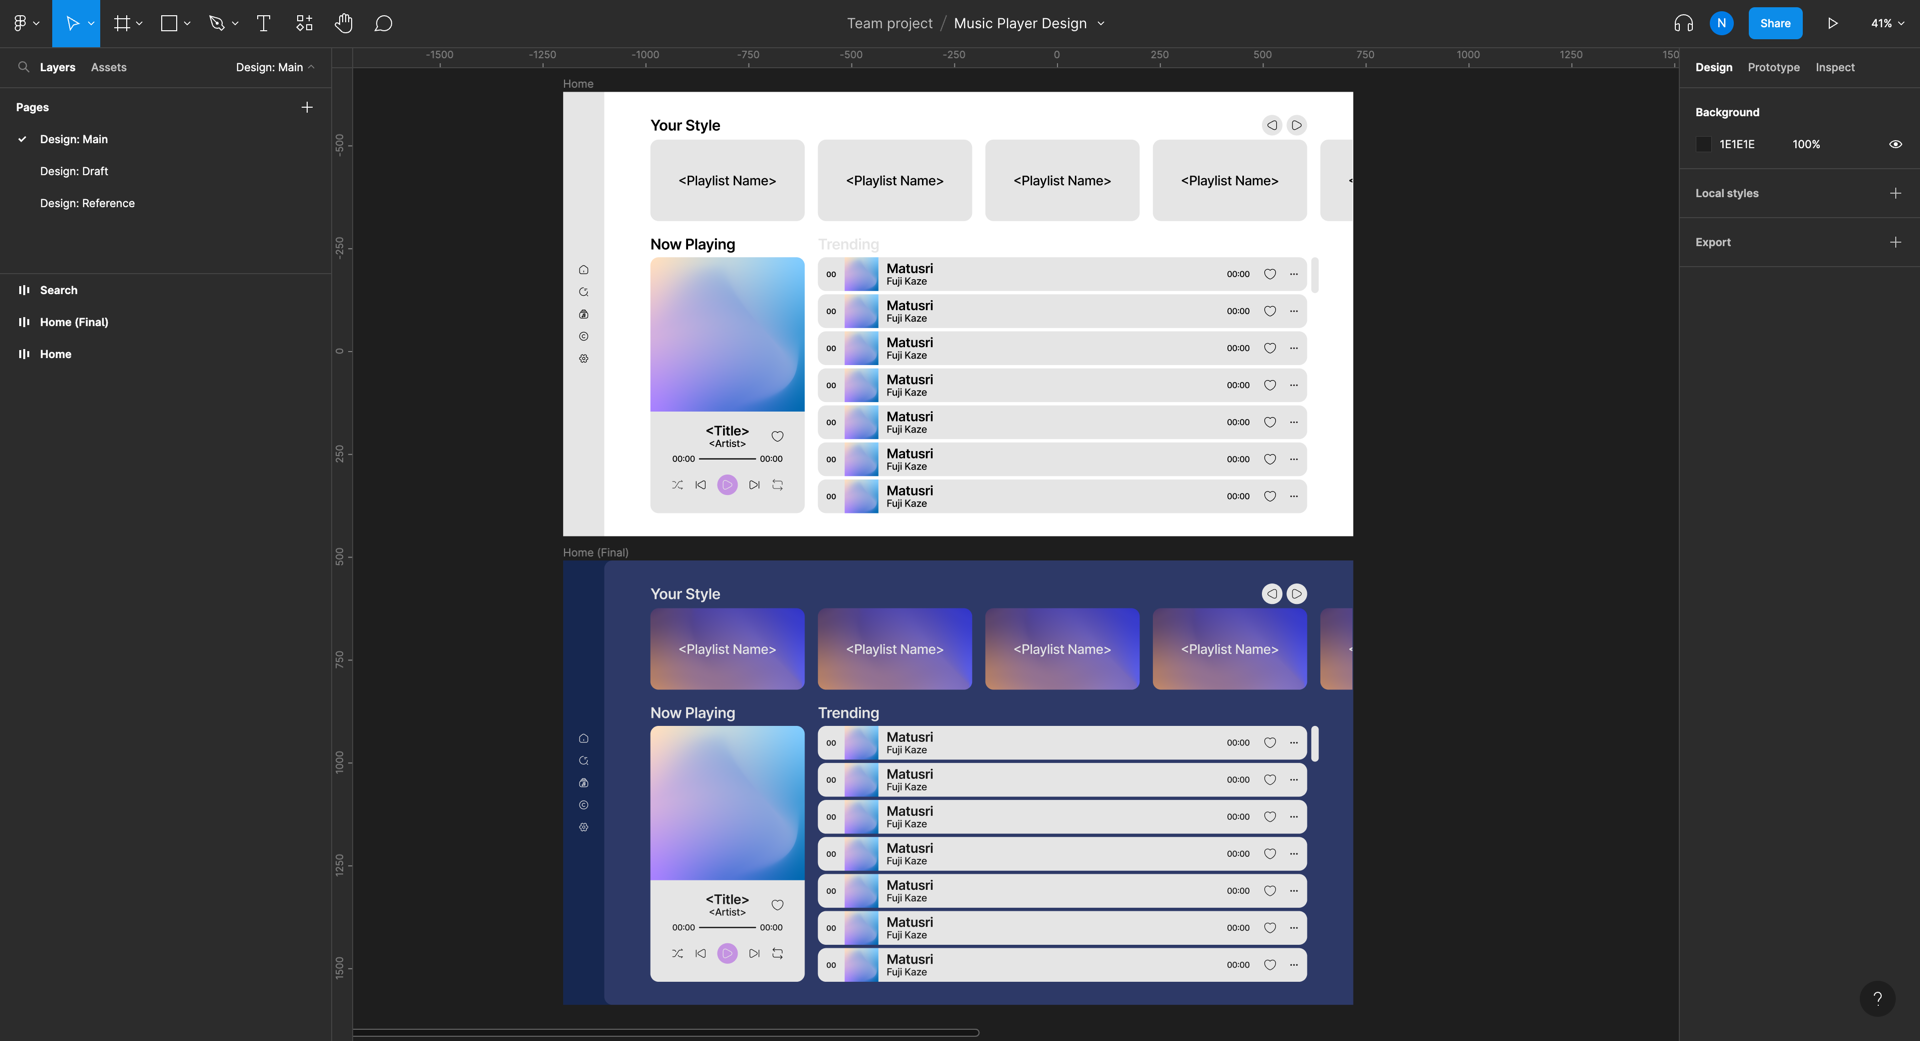 Team project / Music Player Design
N
Share
41%
Layers
Assets
Design: Main
Pages
Design: Main
Design: Draft
Design: Reference
Search
Home (Final)
Home
-1500 -1250 -1000 -750 -500 -250 0 250 500 750 1000 1250 150
-500
-250
0
250
500
750
1000
1250
1500
Home
Your Style
<Playlist Name> <Playlist Name> <Playlist Name> <Playlist Name> <
Now Playing
<Title>
<Artist>
00:00 00:00
Trending
00 Matusri 00:00
Fuji Kaze
00 Matusri 00:00
Fuji Kaze
00 Matusri 00:00
Fuji Kaze
00 Matusri 00:00
Fuji Kaze
00 Matusri 00:00
Fuji Kaze
00 Matusri 00:00
Fuji Kaze
00 Matusri 00:00
Fuji Kaze
Home (Final)
Your Style
<Playlist Name> <Playlist Name> <Playlist Name> <Playlist Name> <
Now Playing
<Title>
<Artist>
00:00 00:00
Trending
00 Matusri 00:00
Fuji Kaze
00 Matusri 00:00
Fuji Kaze
00 Matusri 00:00
Fuji Kaze
00 Matusri 00:00
Fuji Kaze
00 Matusri 00:00
Fuji Kaze
00 Matusri 00:00
Fuji Kaze
00 Matusri 00:00
Fuji Kaze
Design Prototype Inspect
Background
1E1E1E 100%
Local styles
Export
?